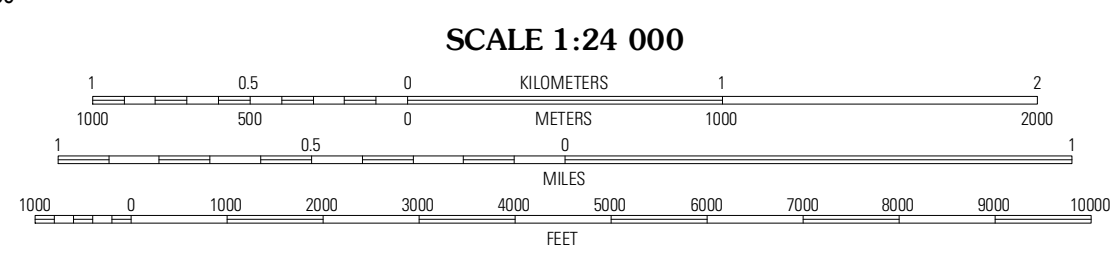 SCALE 1:24 000
1 0.5 0 KILOMETERS 1 2
1000 500 0 METERS 1000 2000
1 0.5 0 1
MILES
1000 0 1000 2000 3000 4000 5000 6000 7000 8000 9000 10000
FEET